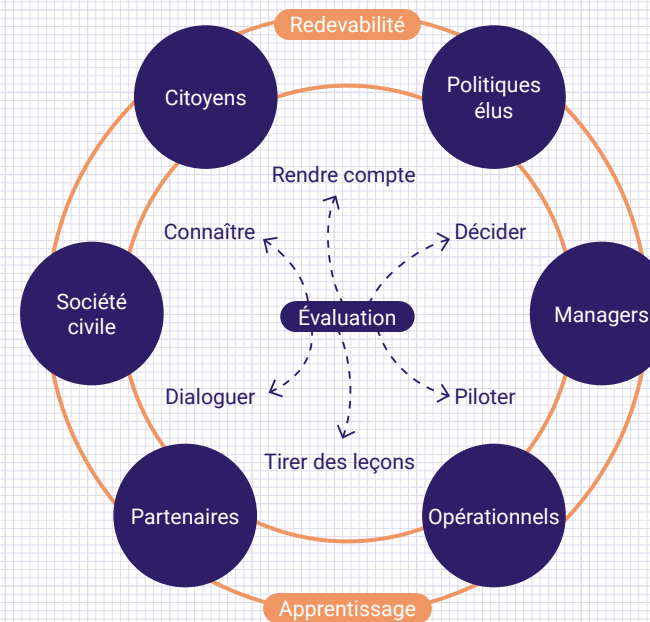 Redevabilité
Citoyens
Politiques
élus
Rendre compte
Connaître
Décider
Société
civile
Évaluation
Managers
Dialoguer
Piloter
Tirer des leçons
Partenaires
Opérationnels
Apprentissage